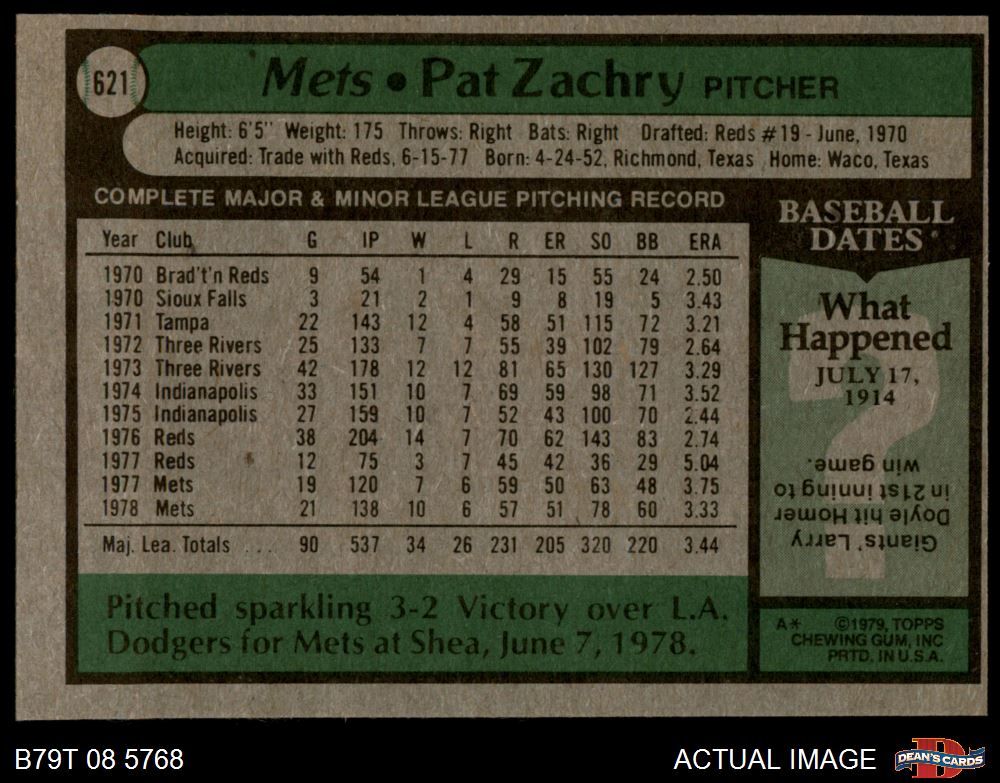 621
Mets • Pat Zachry PITCHER
Height: 6'5" Weight: 175 Throws: Right Bats: Right Drafted: Reds #19 - June, 1970
Acquired: Trade with Reds, 6-15-77 Born: 4-24-52, Richmond, Texas Home: Waco, Texas
COMPLETE MAJOR & MINOR LEAGUE PITCHING RECORD
Year Club G IP W L R ER SO BB ERA
1970 Brad't'n Reds 9 54 1 4 29 15 55 24 2.50
1970 Sioux Falls 3 21 2 1 9 8 19 5 3.43
1971 Tampa 22 143 12 4 58 51 115 72 3.21
1972 Three Rivers 25 133 7 7 55 39 102 79 2.64
1973 Three Rivers 42 178 12 12 81 65 130 127 3.29
1974 Indianapolis 33 151 10 7 69 59 98 71 3.52
1975 Indianapolis 27 159 10 7 52 43 100 70 2.44
1976 Reds 38 204 14 7 70 62 143 83 2.74
1977 Reds 12 75 3 7 45 42 36 29 5.04
1977 Mets 19 120 7 6 59 50 63 48 3.75
1978 Mets 21 138 10 6 57 51 78 60 3.33
Maj. Lea. Totals ... 90 537 34 26 231 205 320 220 3.44
Pitched sparkling 3-2 Victory over L.A.
Dodgers for Mets at Shea, June 7, 1978.
BASEBALL
DATES
What
Happened
JULY 17,
1914
?
Giants' Larry
Doyle hit Homer
in 21st inning to
win game.
A* ©1979, TOPPS
CHEWING GUM, INC
PRTD. IN U.S.A.
B79T 08 5768
ACTUAL IMAGE
D
DEAN'S CARDS